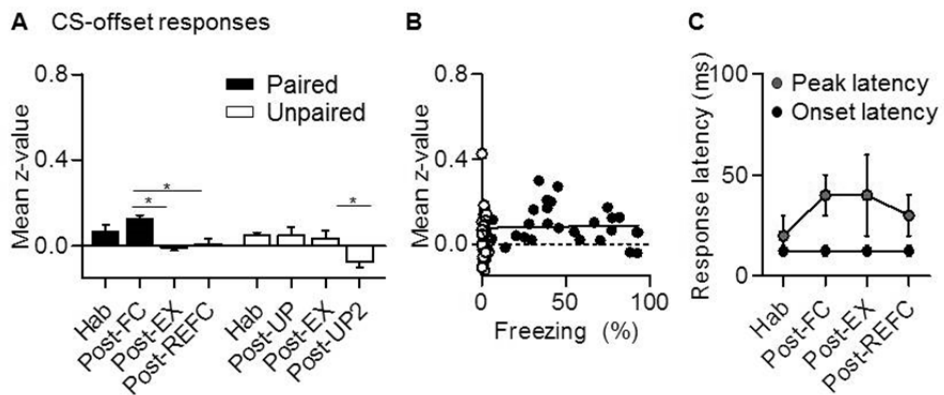 A CS-offset responses
0.8
0.4
0.0
Mean z-value
Paired
Unpaired
*
*
*
Hab
Post-FC
Post-EX
Post-REFC
Hab
Post-UP
Post-EX
Post-UP2
B
0.8
0.4
0.0
Mean z-value
0
50
100
Freezing (%)
C
100
50
0
Response latency (ms)
Peak latency
Onset latency
Hab
Post-FC
Post-EX
Post-REFC